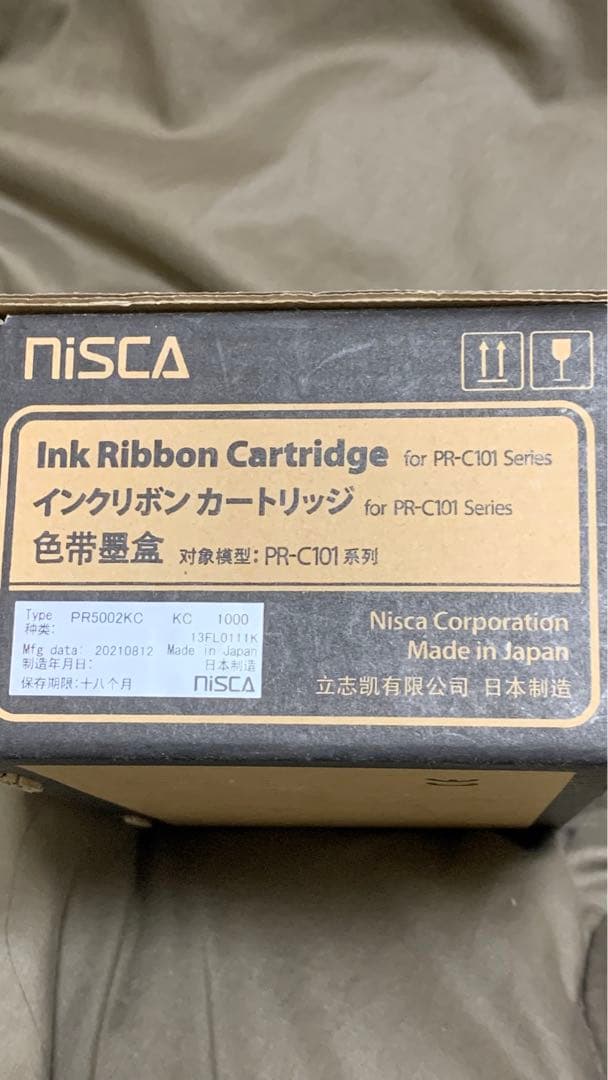 nisca
Ink Ribbon Cartridge for PR-C101 Series
インクリボン カートリッジ for PR-C101 Series
色带墨盒 对象模型: PR-C101 系列
Type PR5002KC KC 1000
种类:
13FL0111K
Mfg data: 20210812 Made in Japan
制造年月日: 日本制造
保存期限:十八个月 nisca
Nisca Corporation
Made in Japan
立志凯有限公司 日本制造